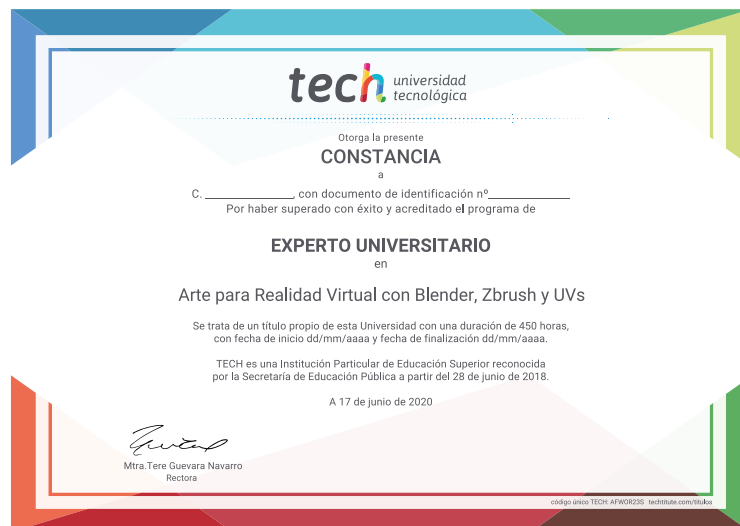 tech universidad
tecnológica
Otorga la presente
CONSTANCIA
a
C. ______________, con documento de identificación nº______________
Por haber superado con éxito y acreditado el programa de
EXPERTO UNIVERSITARIO
en
Arte para Realidad Virtual con Blender, Zbrush y UVs
Se trata de un título propio de esta Universidad con una duración de 450 horas,
con fecha de inicio dd/mm/aaaa y fecha de finalización dd/mm/aaaa.
TECH es una Institución Particular de Educación Superior reconocida
por la Secretaría de Educación Pública a partir del 28 de junio de 2018.
A 17 de junio de 2020
Mtra.Tere Guevara Navarro
Rectora
código único TECH: AFWOR23S techtitute.com/titulos